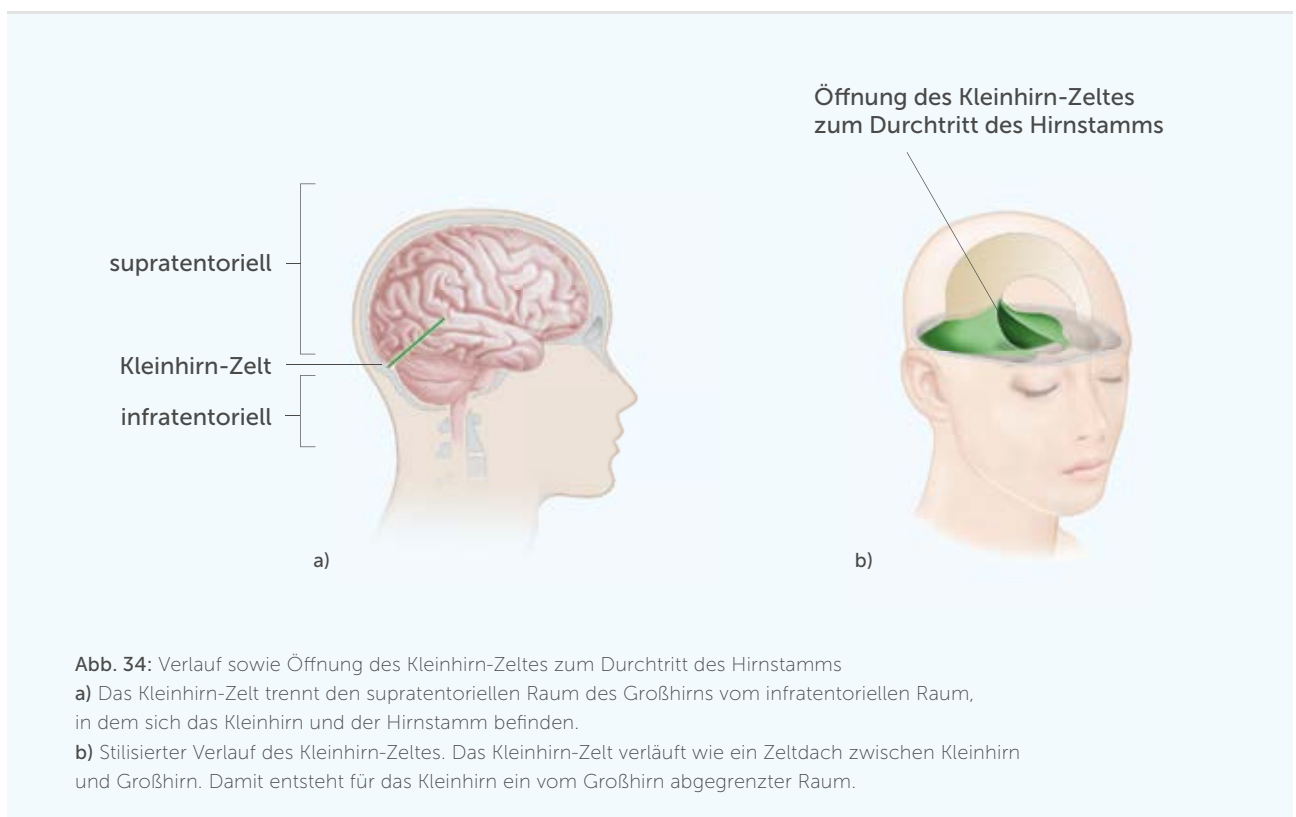 Öffnung des Kleinhirn-Zeltes
zum Durchtritt des Hirnstamms
supratentoriell
Kleinhirn-Zelt
infratentoriell
a)
b)
Abb. 34: Verlauf sowie Öffnung des Kleinhirn-Zeltes zum Durchtritt des Hirnstamms
a) Das Kleinhirn-Zelt trennt den supratentoriellen Raum des Großhirns vom infratentoriellen Raum,
in dem sich das Kleinhirn und der Hirnstamm befinden.
b) Stilisierter Verlauf des Kleinhirn-Zeltes. Das Kleinhirn-Zelt verläuft wie ein Zeltdach zwischen Kleinhirn
und Großhirn. Damit entsteht für das Kleinhirn ein vom Großhirn abgegrenzter Raum.